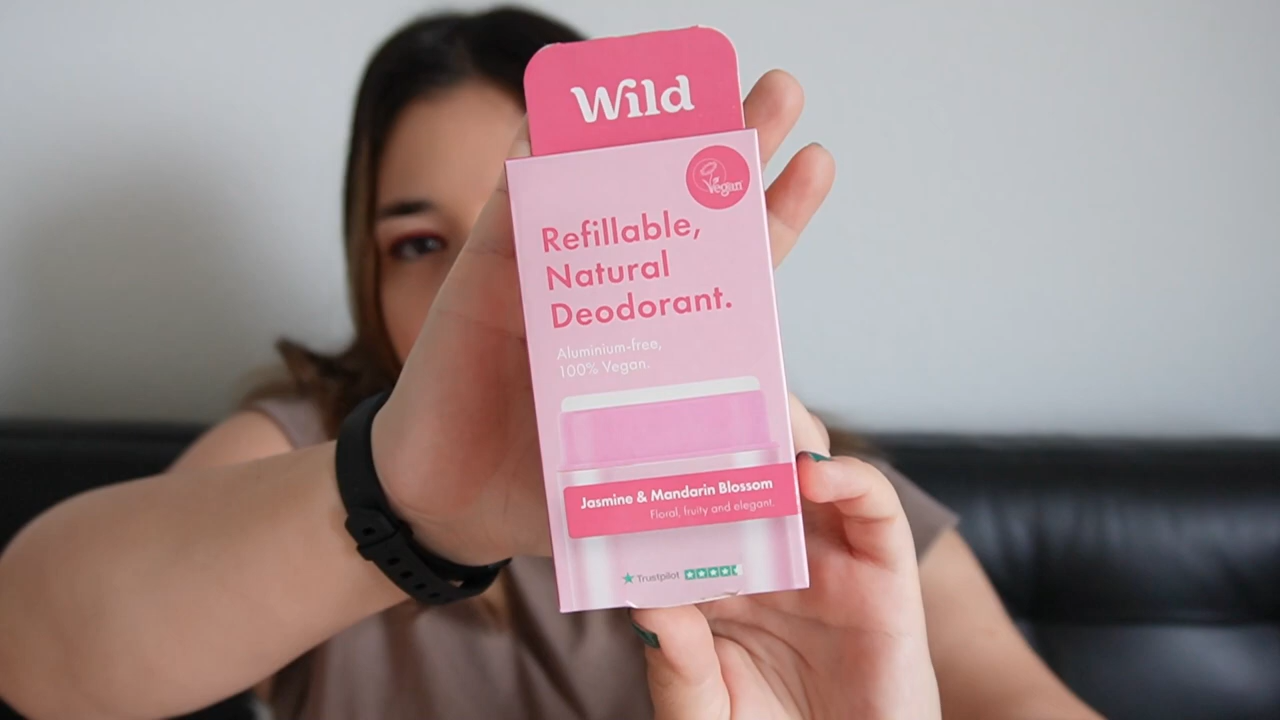 Wild
Vegan
Refillable,
Natural
Deodorant.
Aluminium-free,
100% Vegan.
Jasmine & Mandarin Blossom
Floral, fruity and elegant.
Trustpilot